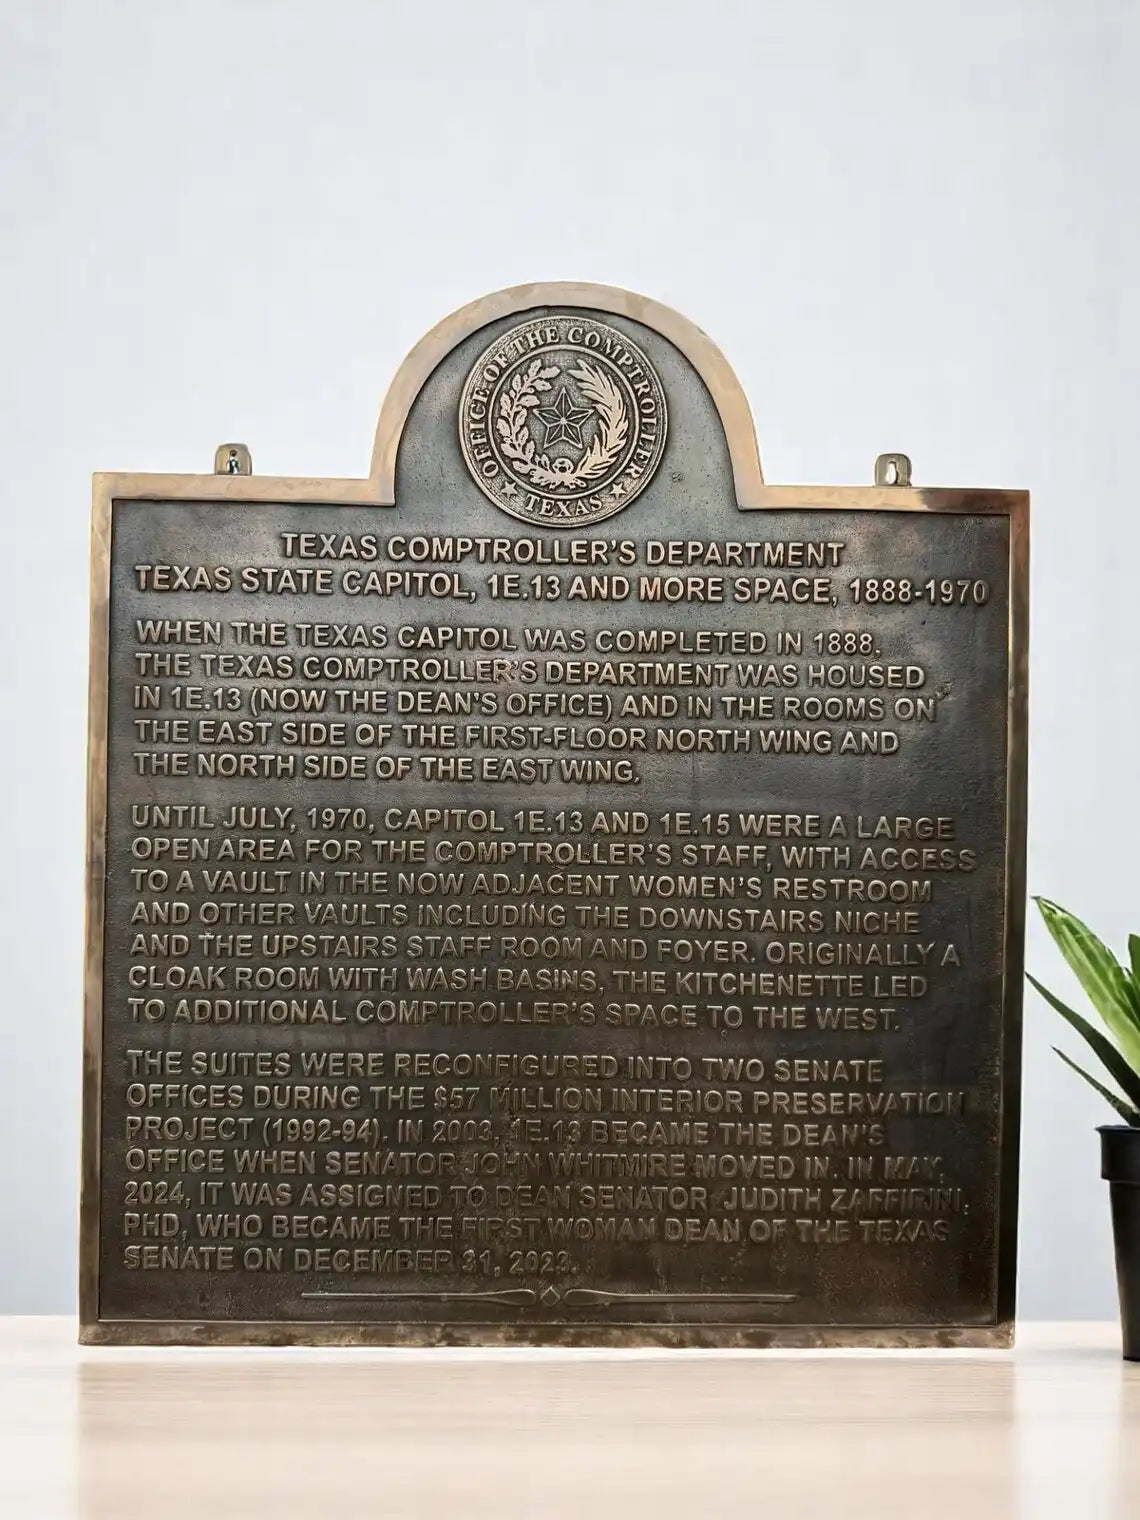 OFFICE OF THE COMPTROLLER
TEXAS
TEXAS COMPTROLLER'S DEPARTMENT
TEXAS STATE CAPITOL, 1E.13 AND MORE SPACE, 1888-1970
WHEN THE TEXAS CAPITOL WAS COMPLETED IN 1888.
THE TEXAS COMPTROLLER'S DEPARTMENT WAS HOUSED
IN 1E.13 (NOW THE DEAN'S OFFICE) AND IN THE ROOMS ON
THE EAST SIDE OF THE FIRST-FLOOR NORTH WING AND
THE NORTH SIDE OF THE EAST WING.
UNTIL JULY, 1970, CAPITOL 1E.13 AND 1E.15 WERE A LARGE
OPEN AREA FOR THE COMPTROLLER'S STAFF, WITH ACCESS
TO A VAULT IN THE NOW ADJACENT WOMEN'S RESTROOM
AND OTHER VAULTS INCLUDING THE DOWNSTAIRS NICHE
AND THE UPSTAIRS STAFF ROOM AND FOYER. ORIGINALLY A
CLOAK ROOM WITH WASH BASINS, THE KITCHENETTE LED
TO ADDITIONAL COMPTROLLER'S SPACE TO THE WEST.
THE SUITES WERE RECONFIGURED INTO TWO SENATE
OFFICES DURING THE $57 MILLION INTERIOR PRESERVATION
PROJECT (1992-94). IN 2003, 1E.13 BECAME THE DEAN'S
OFFICE WHEN SENATOR JOHN WHITMIRE MOVED IN. IN MAY,
2024, IT WAS ASSIGNED TO DEAN SENATOR JUDITH ZAFFIRINI,
PHD, WHO BECAME THE FIRST WOMAN DEAN OF THE TEXAS
SENATE ON DECEMBER 31, 2023.